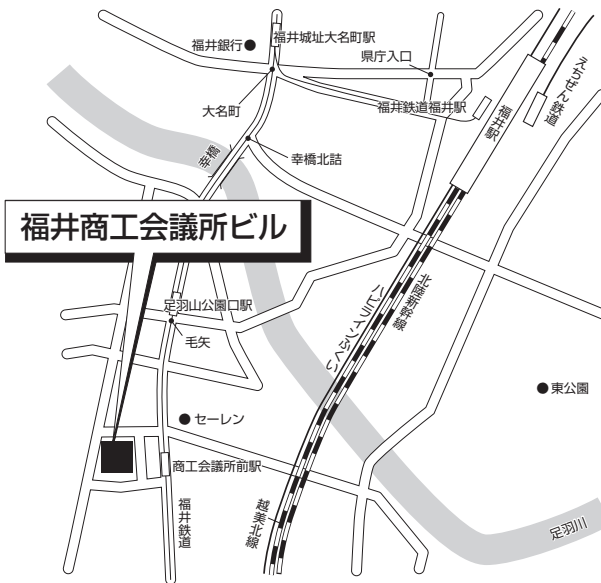 福井城址大名町駅
福井銀行
県庁入口
えちぜん鉄道
大名町
福井鉄道福井駅
福井駅
幸橋
幸橋北詰
福井商工会議所ビル
足羽山公園口駅
毛矢
北陸新幹線
ハピラインふくい
東公園
セーレン
商工会議所前駅
福井鉄道
越美北線
足羽川